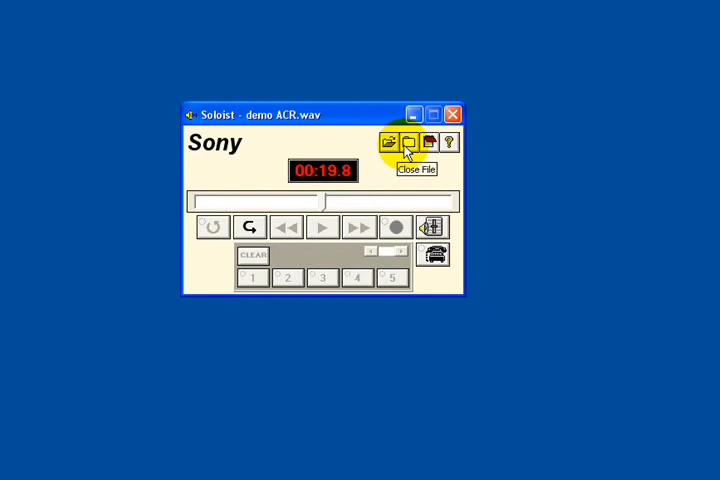 Soloist - demo ACR.wav
Sony
?
00:19.8
Close File
CLEAR
1 2 3 4 5